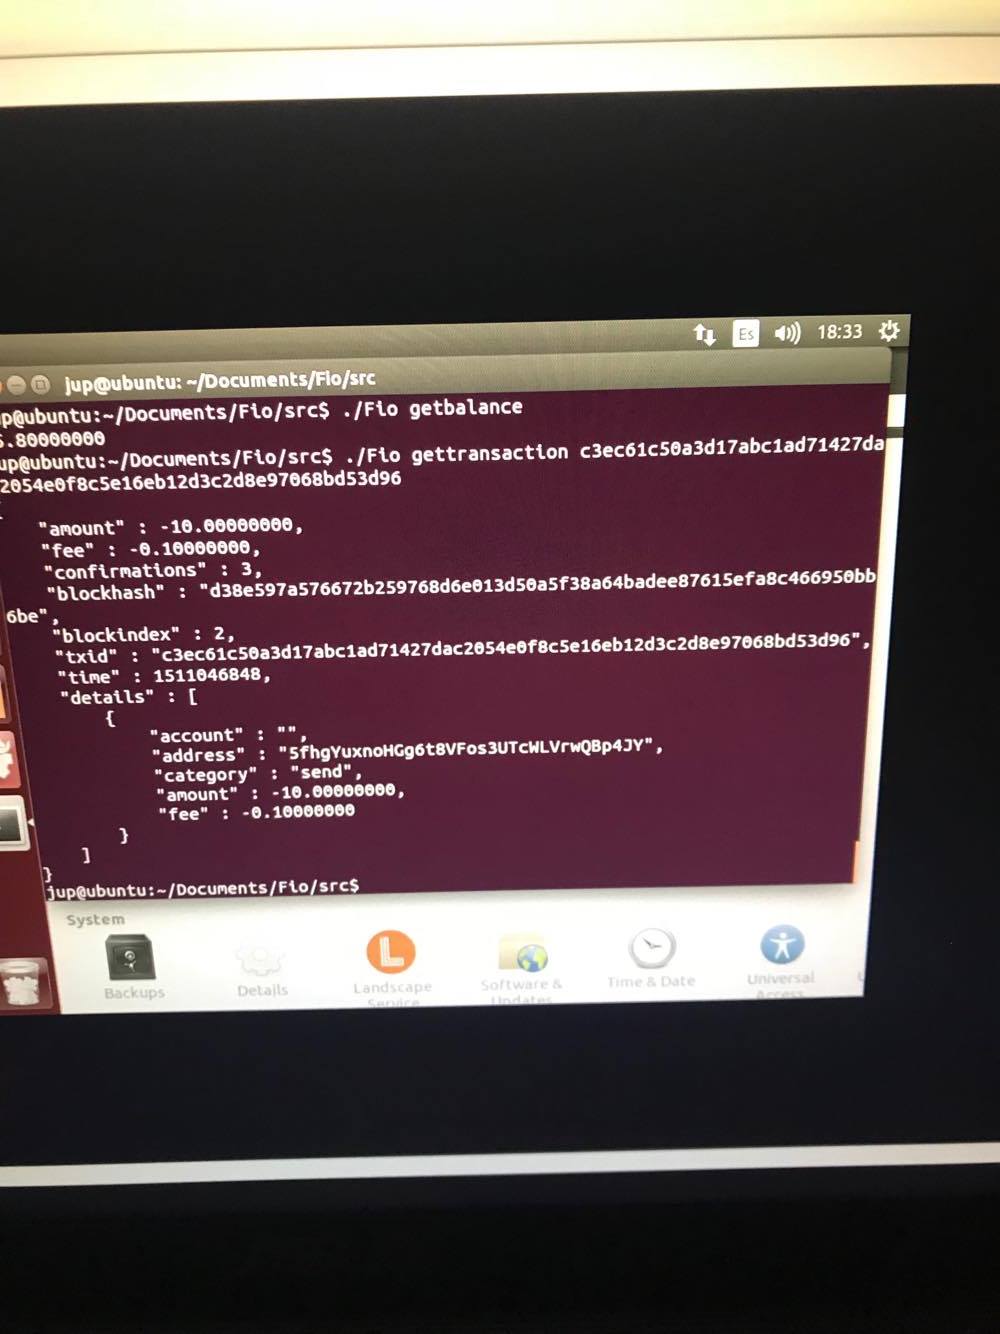 Es 18:33
jup@ubuntu: ~/Documents/Fio/src
p@ubuntu:~/Documents/Fio/src$ ./Fio getbalance
.80000000
up@ubuntu:~/Documents/Fio/src$ ./Fio gettransaction c3ec61c50a3d17abc1ad71427da
2054e0f8c5e16eb12d3c2d8e97068bd53d96
"amount" : -10.00000000,
"fee" : -0.10000000,
"confirmations" : 3,
"blockhash" : "d38e597a576672b259768d6e013d50a5f38a64badee87615efa8c466950bb
6be",
"blockindex" : 2,
"txid" : "c3ec61c50a3d17abc1ad71427dac2054e0f8c5e16eb12d3c2d8e97068bd53d96",
"time" : 1511046848,
"details" : [
{
"account" : "",
"address" : "5fhgYuxnoHGg6t8VFos3UTcWLVrwQBp4JY",
"category" : "send",
"amount" : -10.00000000,
"fee" : -0.10000000
}
]
}
jup@ubuntu:~/Documents/Fio/src$
System
Backups Details Landscape Service Software & Updates Time & Date Universal Access